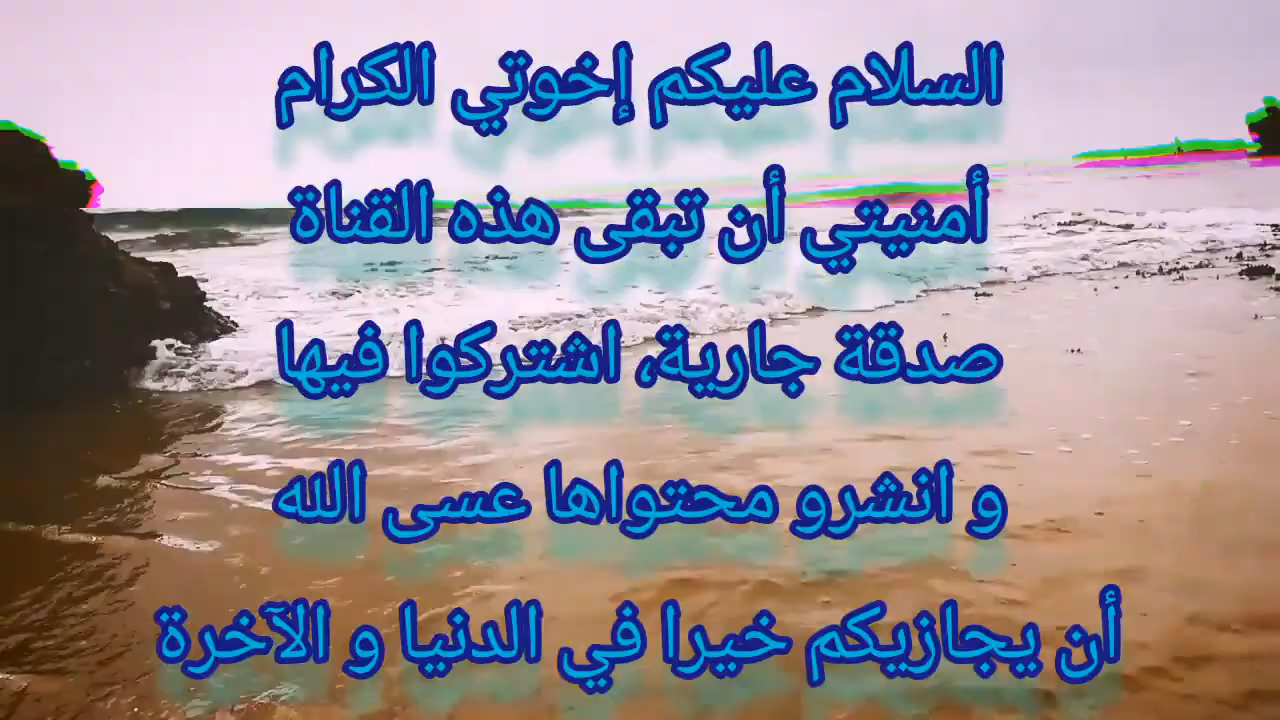 السلام عليكم إخوتي الكرام
أمنيتي أن تبقى هذه القناة
صدقة جارية، اشتركوا فيها
و انشرو محتواها عسى الله
أن يجازيكم خيرا في الدنيا و الآخرة